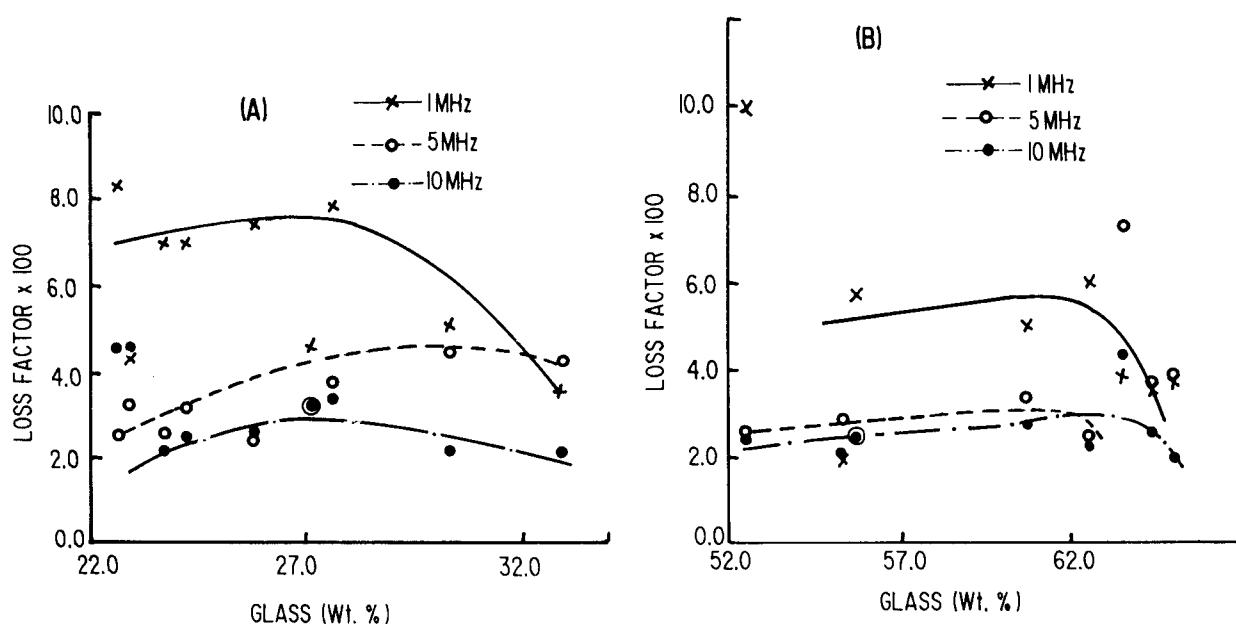 (A)
1 MHz
5 MHz
10 MHz
10.0
8.0
6.0
4.0
2.0
0.0
22.0
27.0
32.0
LOSS FACTOR x 100
GLASS (Wt. %)
(B)
1 MHz
5 MHz
10 MHz
10.0
8.0
6.0
4.0
2.0
0.0
52.0
57.0
62.0
LOSS FACTOR x 100
GLASS (Wt. %)